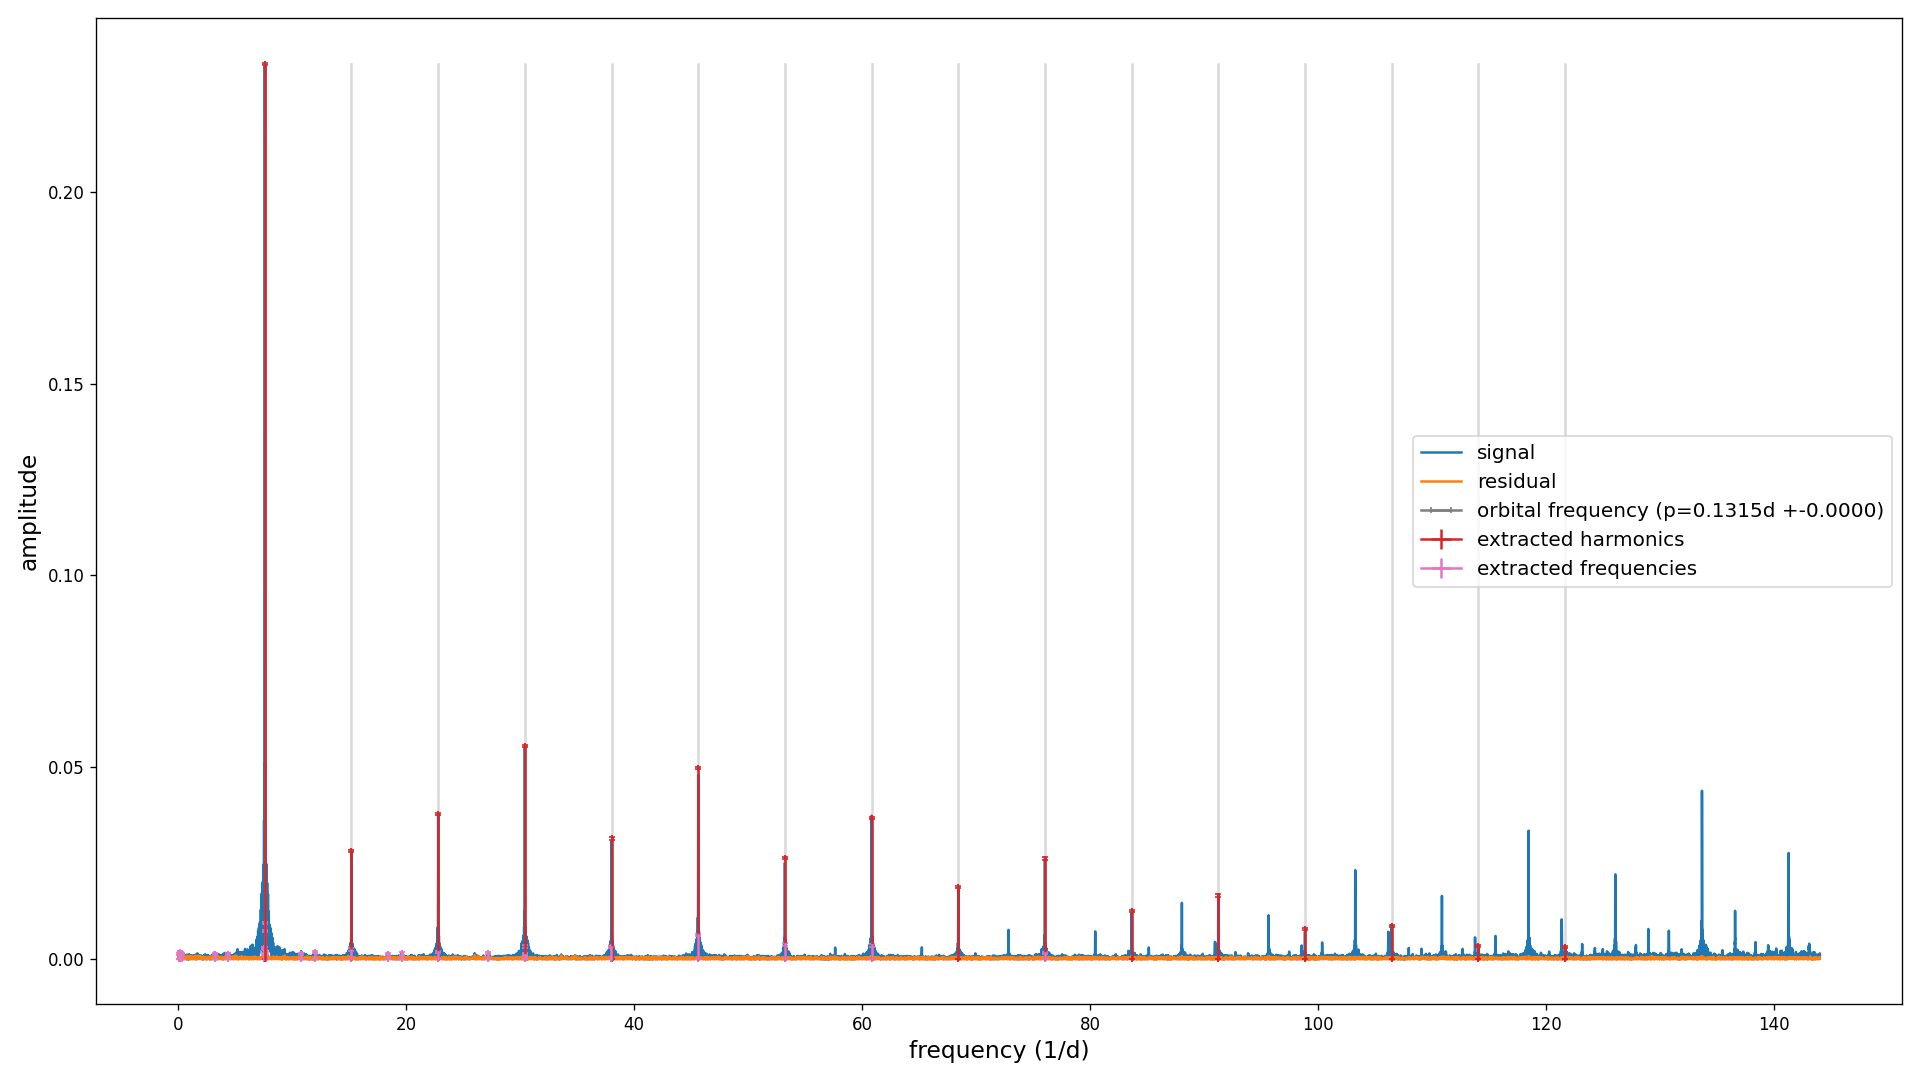 0.20
0.15
0.10
0.05
0.00
amplitude
0 20 40 60 80 100 120 140
frequency (1/d)
signal
residual
orbital frequency (p=0.1315d +-0.0000)
extracted harmonics
extracted frequencies